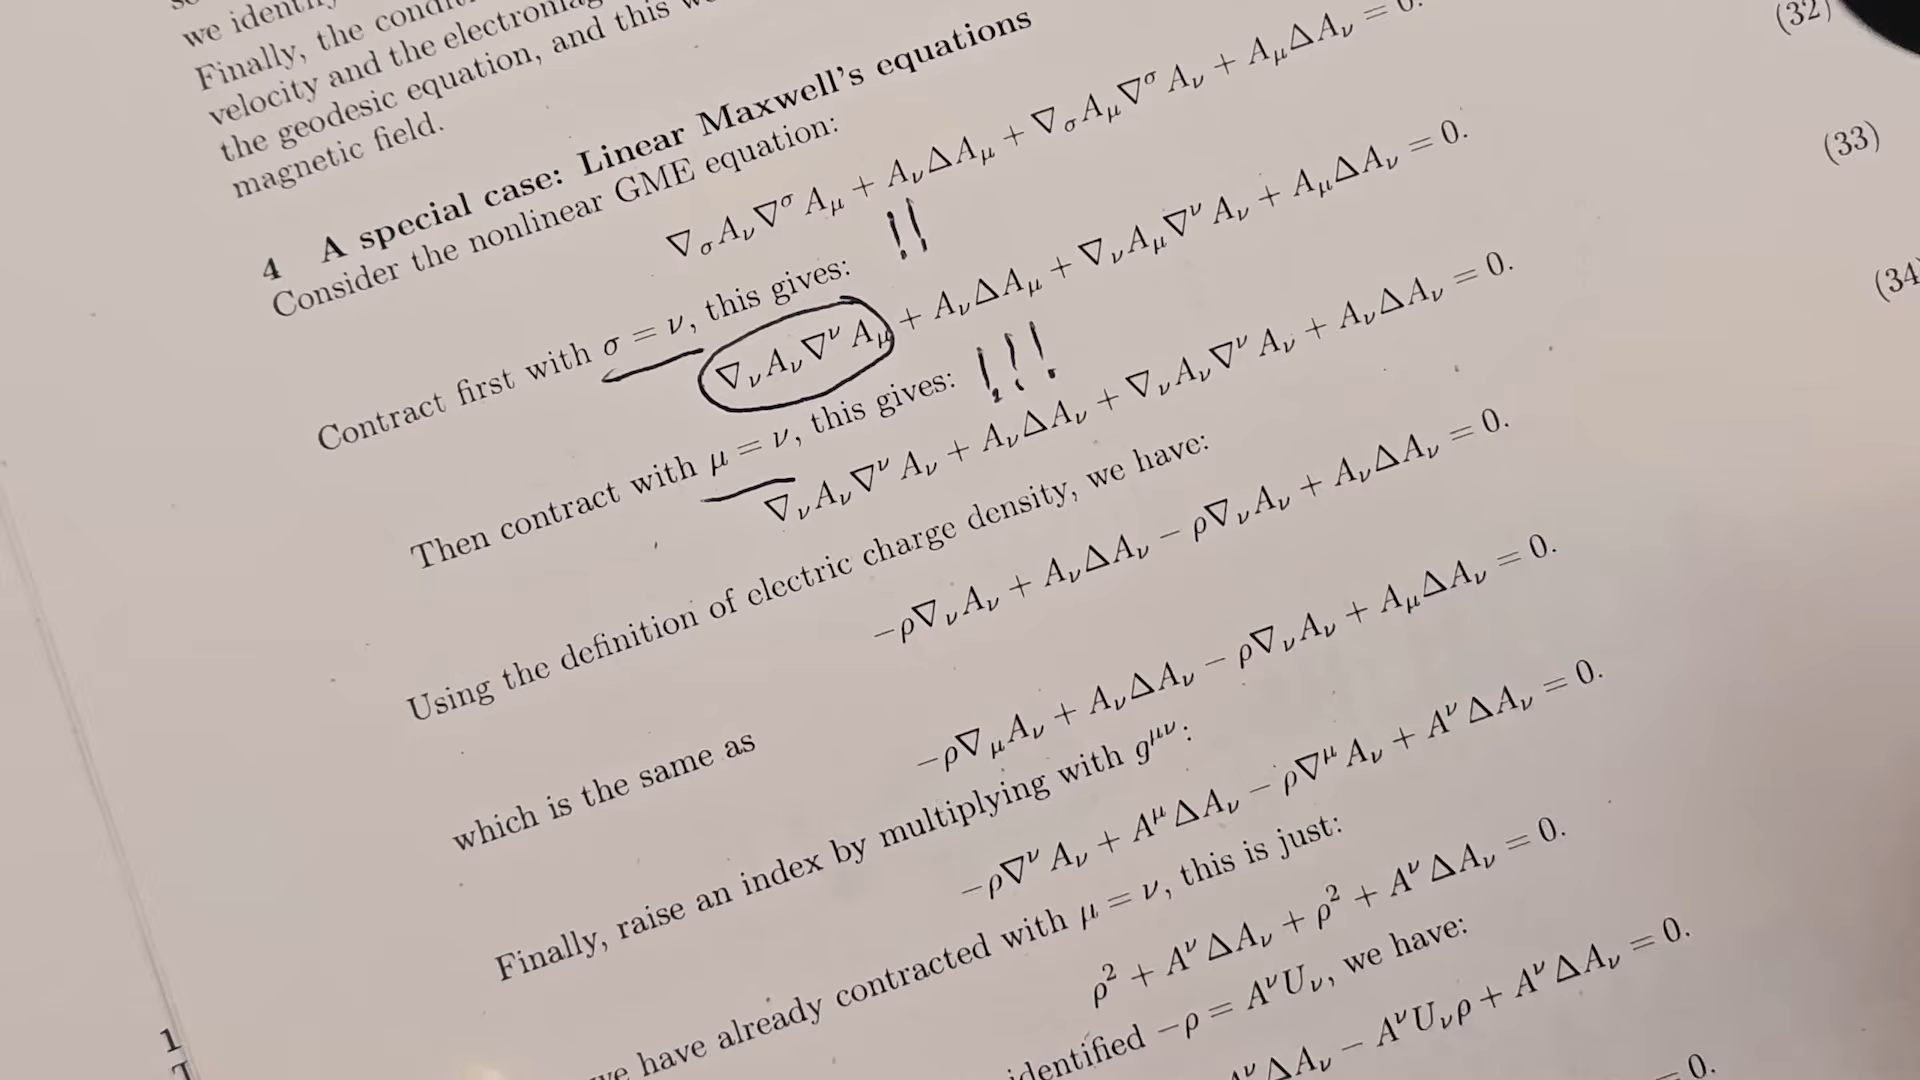 we identi
Finally, the condi
velocity and the electromag
the geodesic equation, and this w
magnetic field.
4 A special case: Linear Maxwell's equations
Consider the nonlinear GME equation:
∇_σ A_ν ∇^σ A_μ + A_ν ΔA_μ + ∇_σ A_μ ∇^σ A_ν + A_μ ΔA_ν = 0. (32)
!!
Contract first with σ = ν, this gives:
∇_ν A_ν ∇^ν A_μ + A_ν ΔA_μ + ∇_ν A_μ ∇^ν A_ν + A_μ ΔA_ν = 0. (33)
!!!
Then contract with μ = ν, this gives:
∇_ν A_ν ∇^ν A_ν + A_ν ΔA_ν + ∇_ν A_ν ∇^ν A_ν + A_ν ΔA_ν = 0. (34
Using the definition of electric charge density, we have:
−ρ∇_ν A_ν + A_ν ΔA_ν − ρ∇_ν A_ν + A_ν ΔA_ν = 0.
which is the same as
−ρ∇_μ A_ν + A_ν ΔA_ν − ρ∇_ν A_ν + A_μ ΔA_ν = 0.
Finally, raise an index by multiplying with g^{μν}:
−ρ∇^ν A_ν + A^μ ΔA_ν − ρ∇^μ A_ν + A^ν ΔA_ν = 0.
we have already contracted with μ = ν, this is just:
ρ^2 + A^ν ΔA_ν + ρ^2 + A^ν ΔA_ν = 0.
identified −ρ = A^ν U_ν, we have:
A^ν ΔA_ν − A^ν U_ν ρ + A^ν ΔA_ν = 0.
= 0.
1